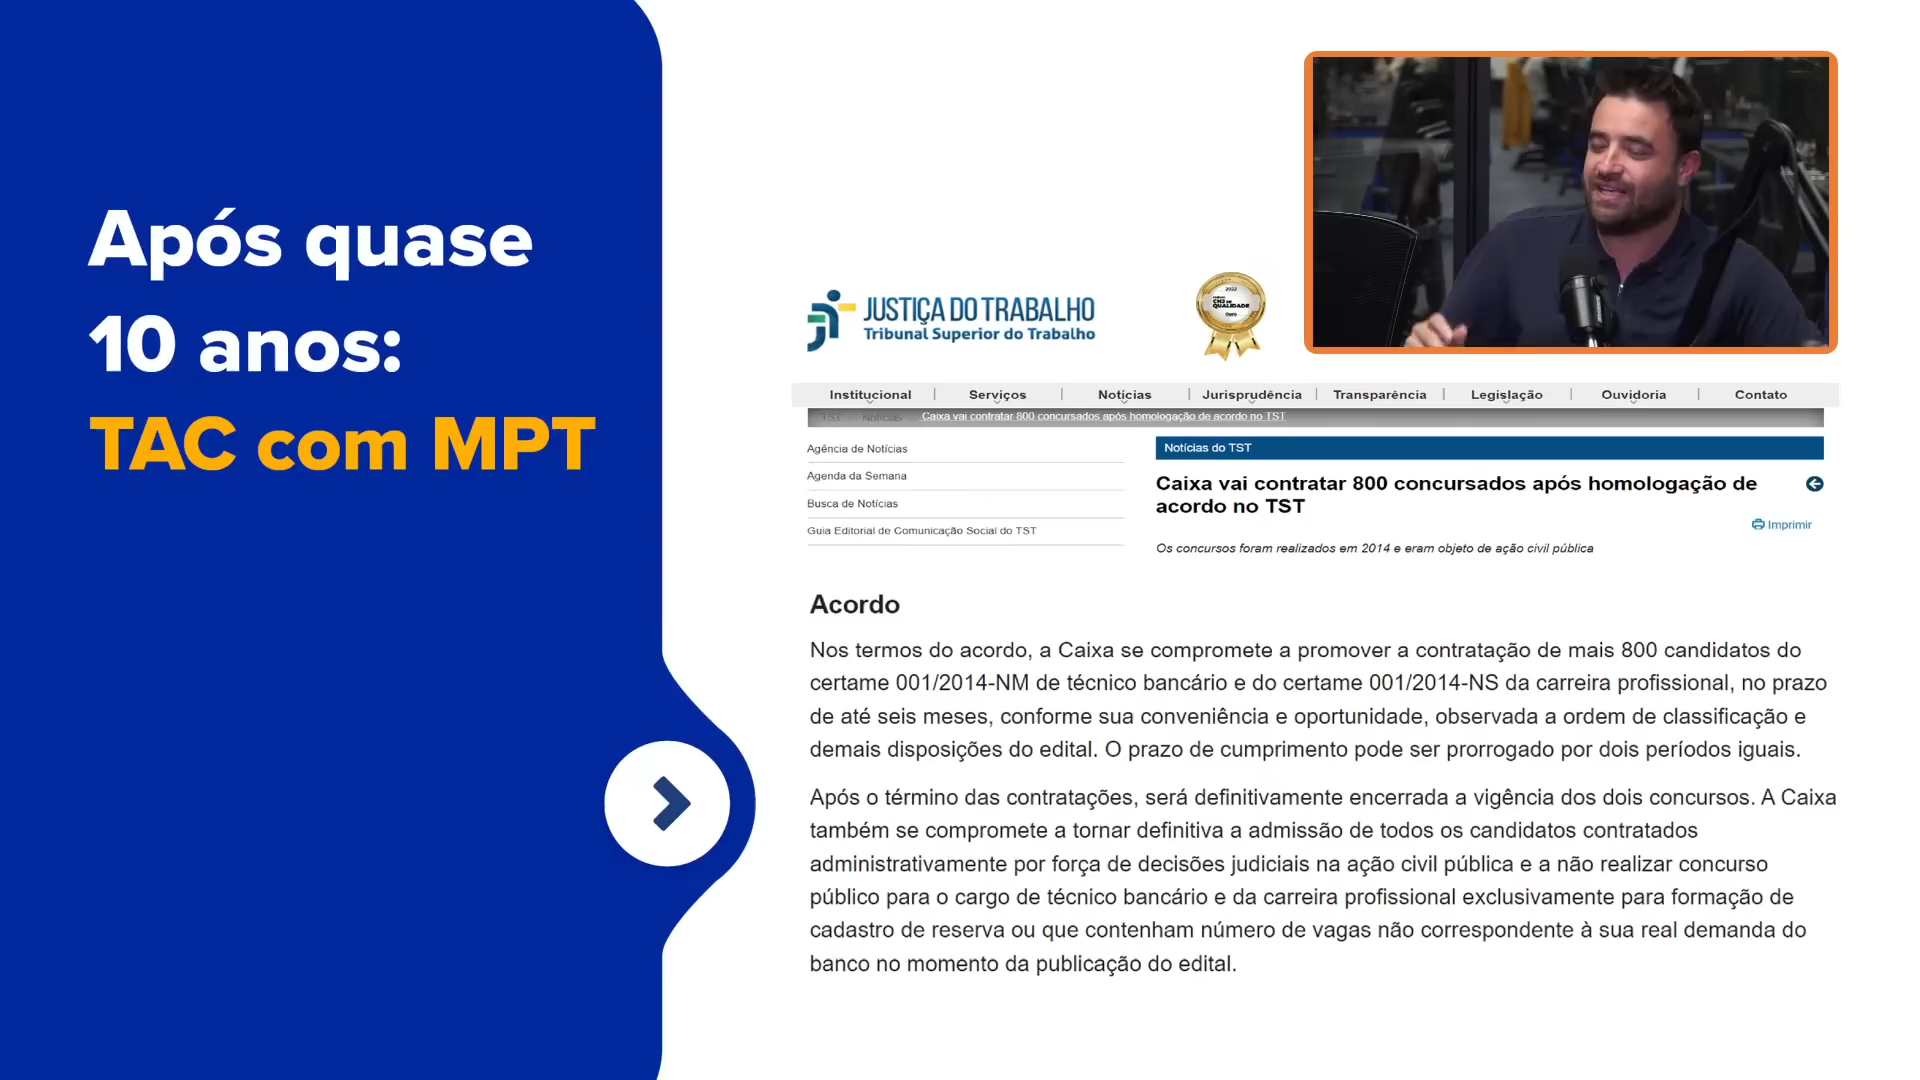 Após quase
10 anos:
TAC com MPT
JUSTIÇA DO TRABALHO
Tribunal Superior do Trabalho
2022
QUALIDADE
Institucional | Serviços | Notícias | Jurisprudência | Transparência | Legislação | Ouvidoria | Contato
TST Notícias Caixa vai contratar 800 concursados após homologação de acordo no TST
Agência de Notícias
Agenda da Semana
Busca de Notícias
Guia Editorial de Comunicação Social do TST
Notícias do TST
Caixa vai contratar 800 concursados após homologação de
acordo no TST
Imprimir
Os concursos foram realizados em 2014 e eram objeto de ação civil pública
Acordo
Nos termos do acordo, a Caixa se compromete a promover a contratação de mais 800 candidatos do
certame 001/2014-NM de técnico bancário e do certame 001/2014-NS da carreira profissional, no prazo
de até seis meses, conforme sua conveniência e oportunidade, observada a ordem de classificação e
demais disposições do edital. O prazo de cumprimento pode ser prorrogado por dois períodos iguais.
Após o término das contratações, será definitivamente encerrada a vigência dos dois concursos. A Caixa
também se compromete a tornar definitiva a admissão de todos os candidatos contratados
administrativamente por força de decisões judiciais na ação civil pública e a não realizar concurso
público para o cargo de técnico bancário e da carreira profissional exclusivamente para formação de
cadastro de reserva ou que contenham número de vagas não correspondente à sua real demanda do
banco no momento da publicação do edital.